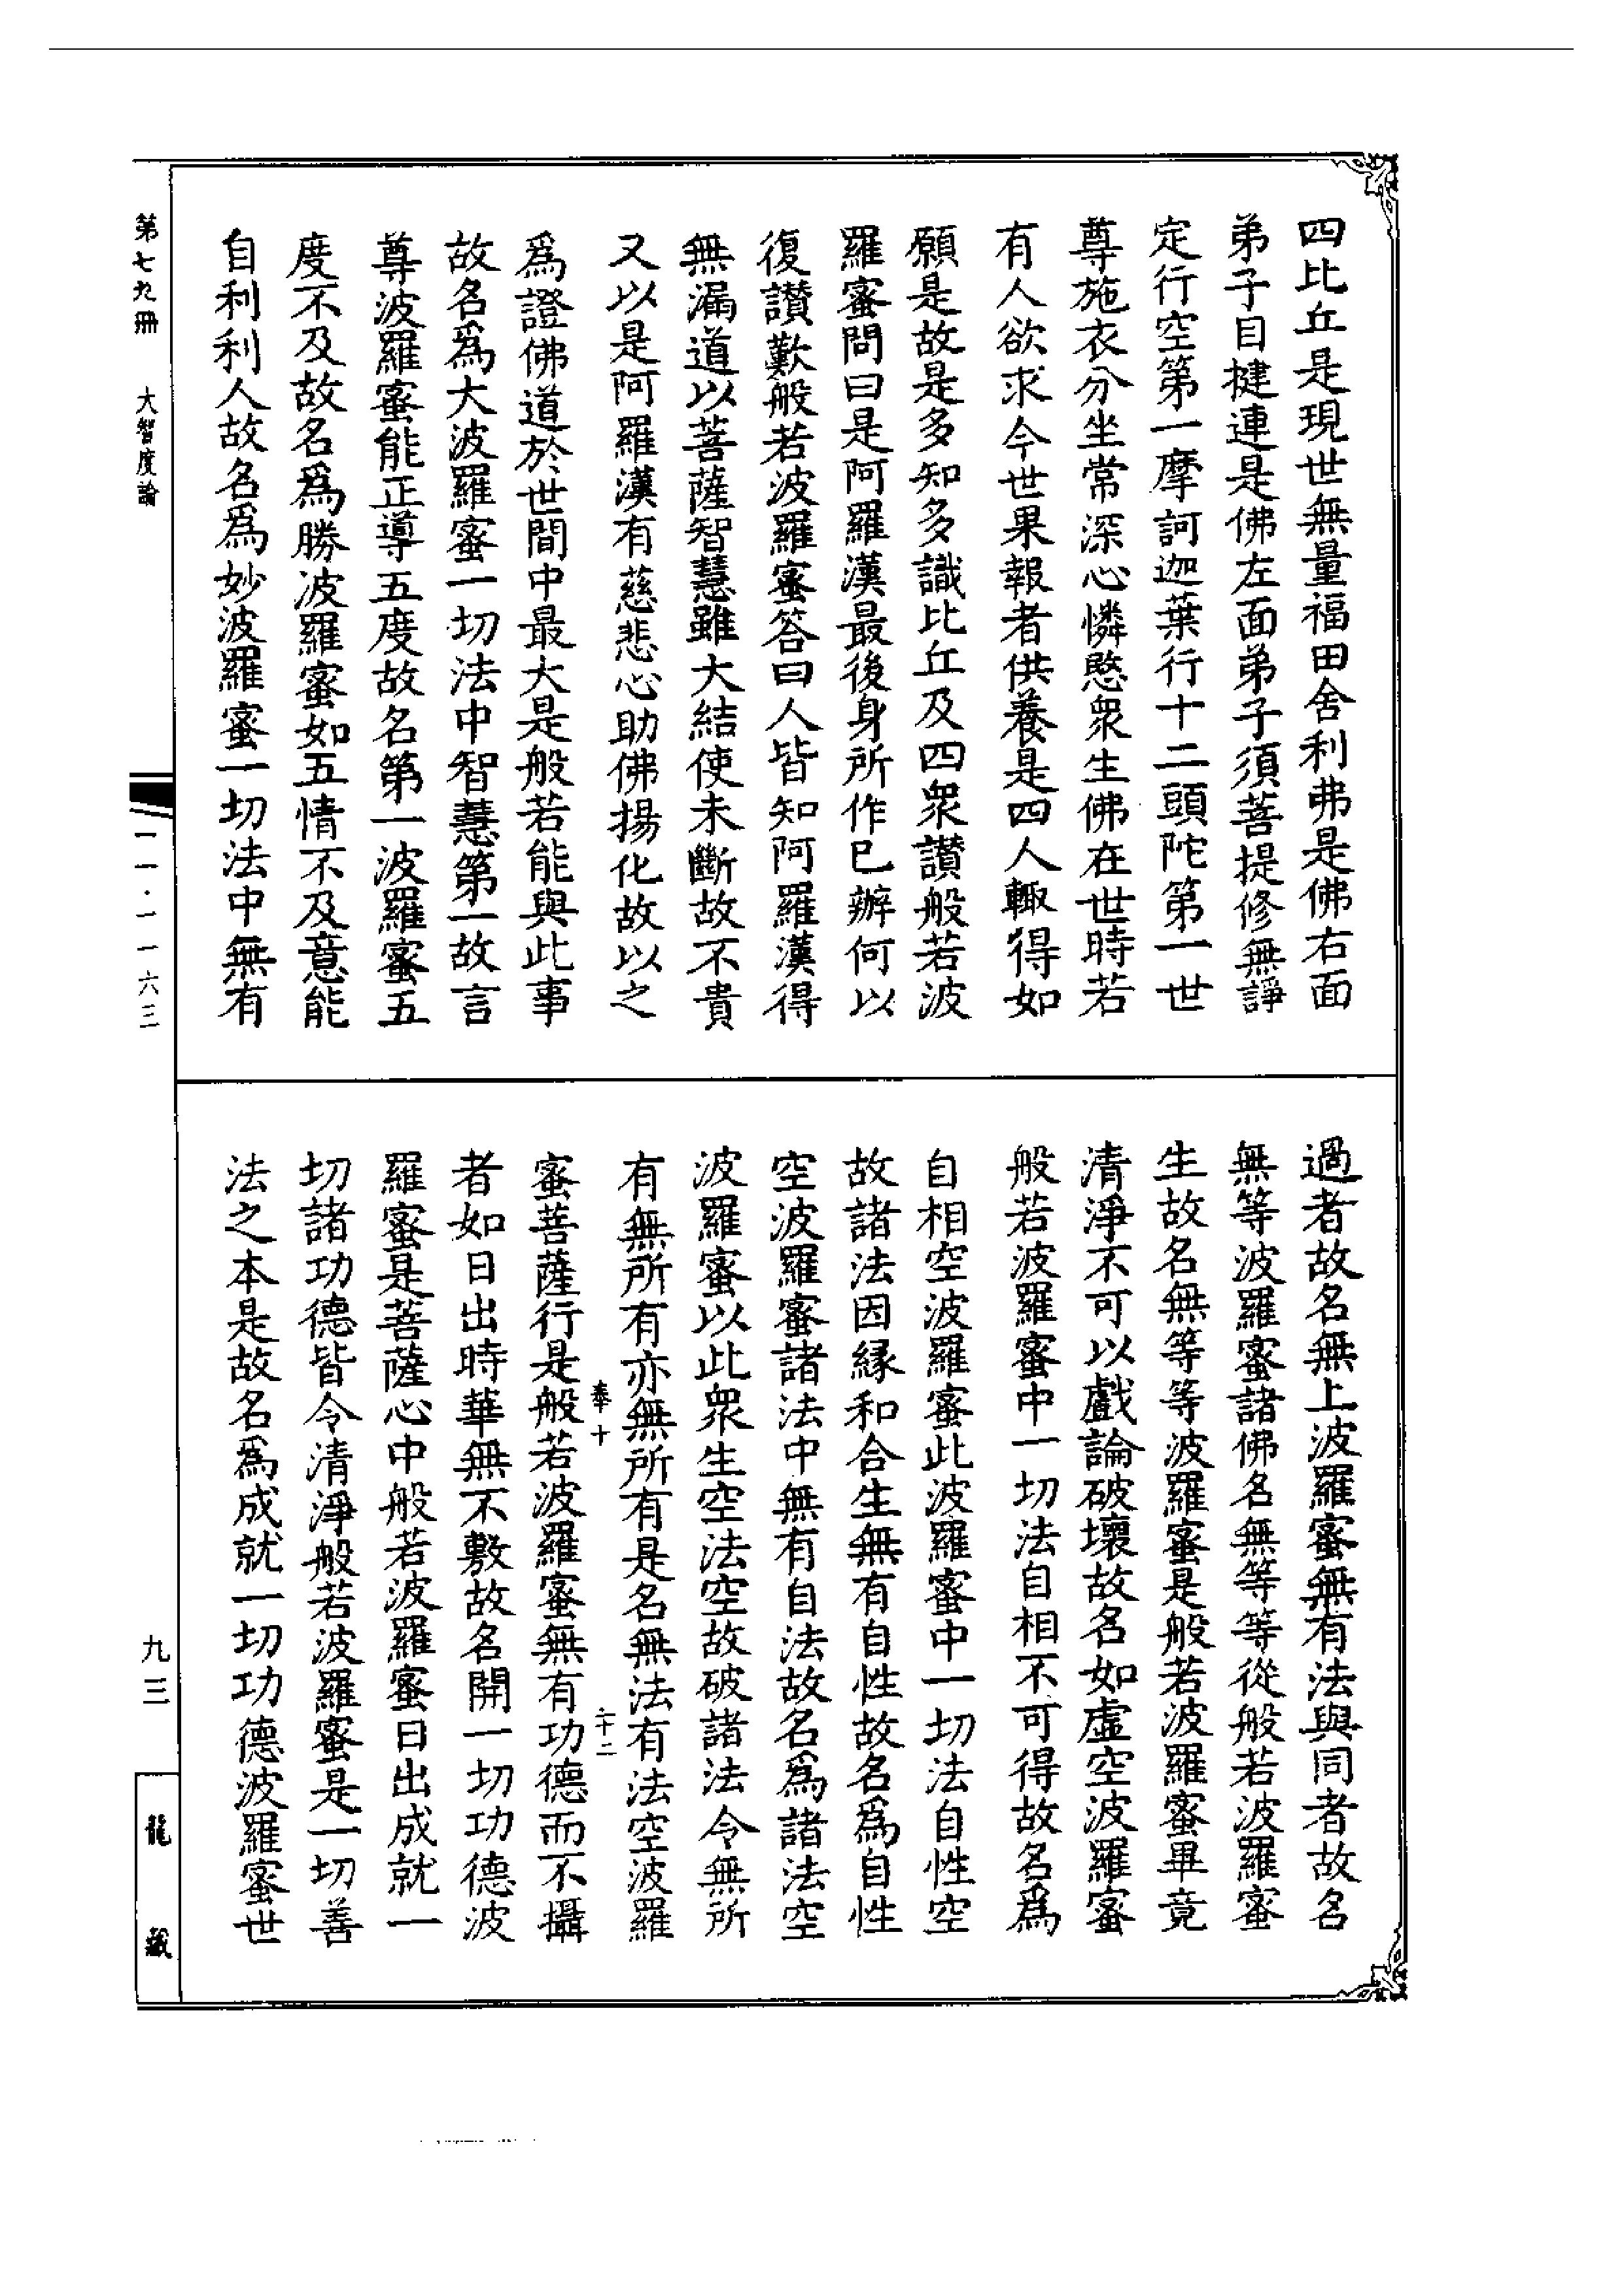 四比丘是現世無量福田舍利弗是佛右面
弟子目揵連是佛左面弟子須菩提修無諍
定行空第一摩訶迦葉行十二頭陀第一世
尊施衣分坐常深心憐愍眾生佛在世時若
有人欲求今世果報者供養是四人輙得如
願是故是多知多識比丘及四眾讃般若波
羅蜜問曰是阿羅漢最後身所作已辦何以
復讃歎般若波羅蜜答曰人皆知阿羅漢得
無漏道以菩薩智慧雖大結使未斷故不貴
又以是阿羅漢有慈悲心助佛揚化故以之
為證佛道於世間中最大是般若能與此事
故名為大波羅蜜一切法中智慧第一故言
尊波羅蜜能正導五度故名第一波羅蜜五
度不及故名為勝波羅蜜如五情不及意能
自利利人故名為妙波羅蜜一切法中無有
過者故名無上波羅蜜無有法與同者故名
無等波羅蜜諸佛名無等等從般若波羅蜜
生故名無等等波羅蜜是般若波羅蜜畢竟
清淨不可以戲論破壞故名如虛空波羅蜜
般若波羅蜜中一切法自相不可得故名為
自相空波羅蜜此波羅蜜中一切法自性空
故諸法因緣和合生無有自性故名為自性
空波羅蜜諸法中無有自法故名為諸法空
波羅蜜以此眾生空法空故破諸法令無所
有無所有亦無所有是名無法有法空波羅
奉十
十二
蜜菩薩行是般若波羅蜜無有功德而不攝
者如日出時華無不敷故名開一切功德波
羅蜜是菩薩心中般若波羅蜜日出成就一
切諸功德皆令清淨般若波羅蜜是一切善
法之本是故名為成就一切功德波羅蜜世
第七九冊
大智度論
一一·一一六三
九三
龍藏